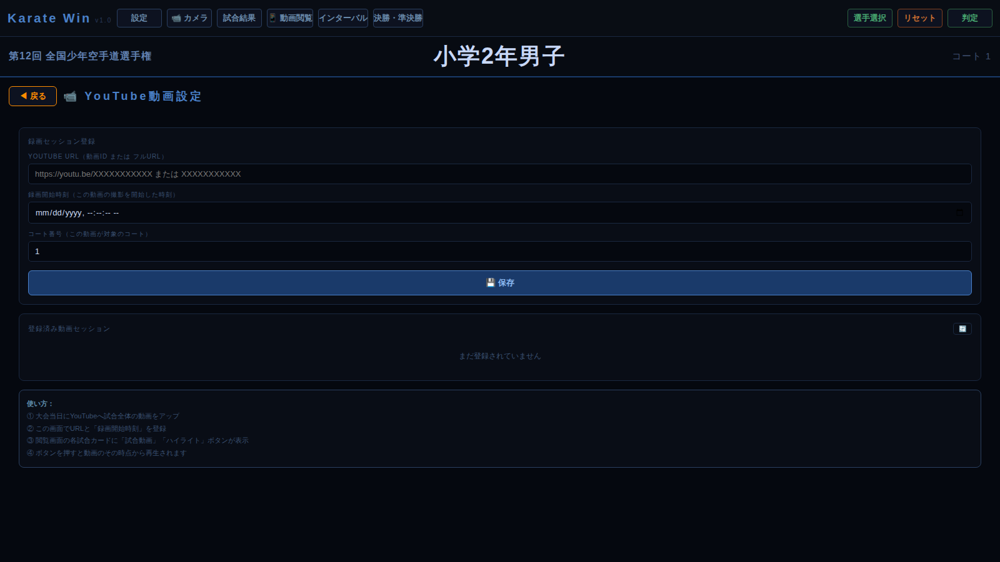 Karate Win v1.0 設定 📹 カメラ 試合結果 📱 動画閲覧 インターバル 決勝・準決勝 選手選択 リセット 判定
第12回 全国少年空手道選手権 小学2年男子 コート 1
◀ 戻る 📹 YouTube動画設定
録画セッション登録
YOUTUBE URL（動画ID または フルURL）
https://youtu.be/XXXXXXXXXXX または XXXXXXXXXXX
録画開始時刻（この動画の撮影を開始した時刻）
mm/dd/yyyy, --:--:-- --
コート番号（この動画が対象のコート）
1
💾 保存
登録済み動画セッション 🔄
まだ登録されていません
使い方：
① 大会当日にYouTubeへ試合全体の動画をアップ
② この画面でURLと「録画開始時刻」を登録
③ 閲覧画面の各試合カードに「試合動画」「ハイライト」ボタンが表示
④ ボタンを押すと動画のその時点から再生されます